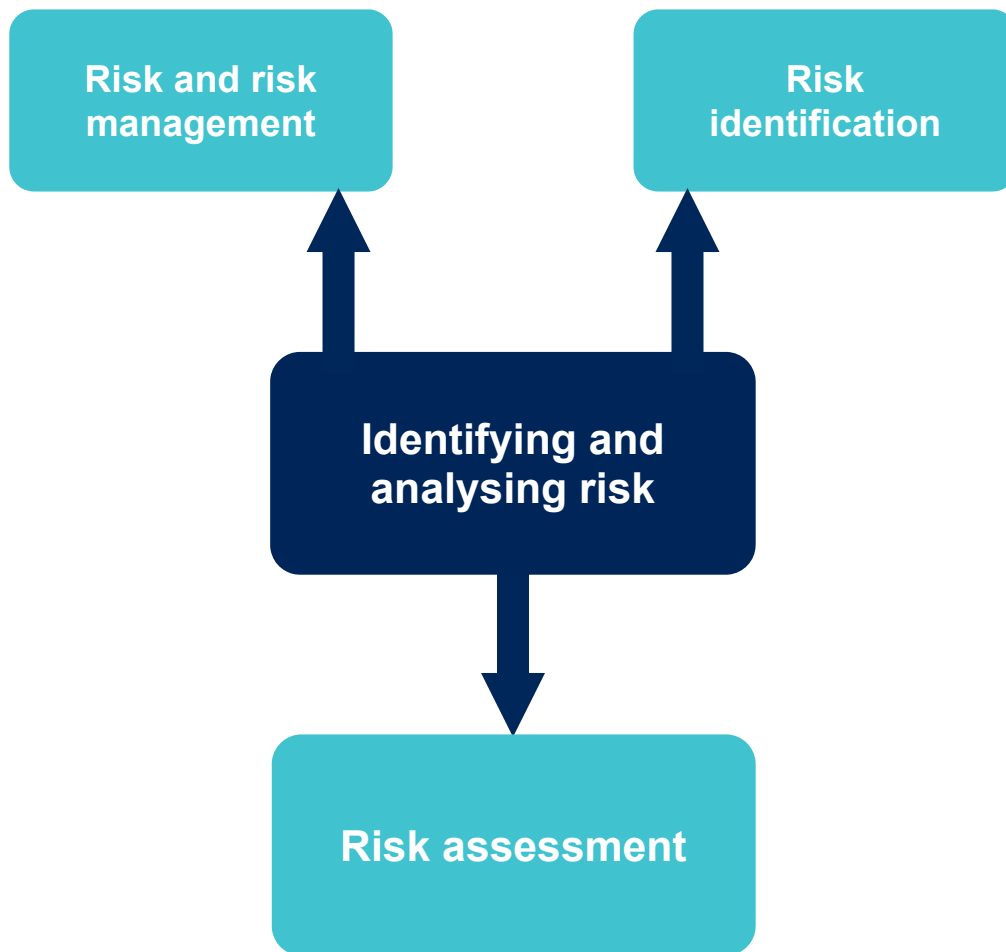 Risk and risk
management
Risk
identification
Identifying and
analysing risk
Risk assessment